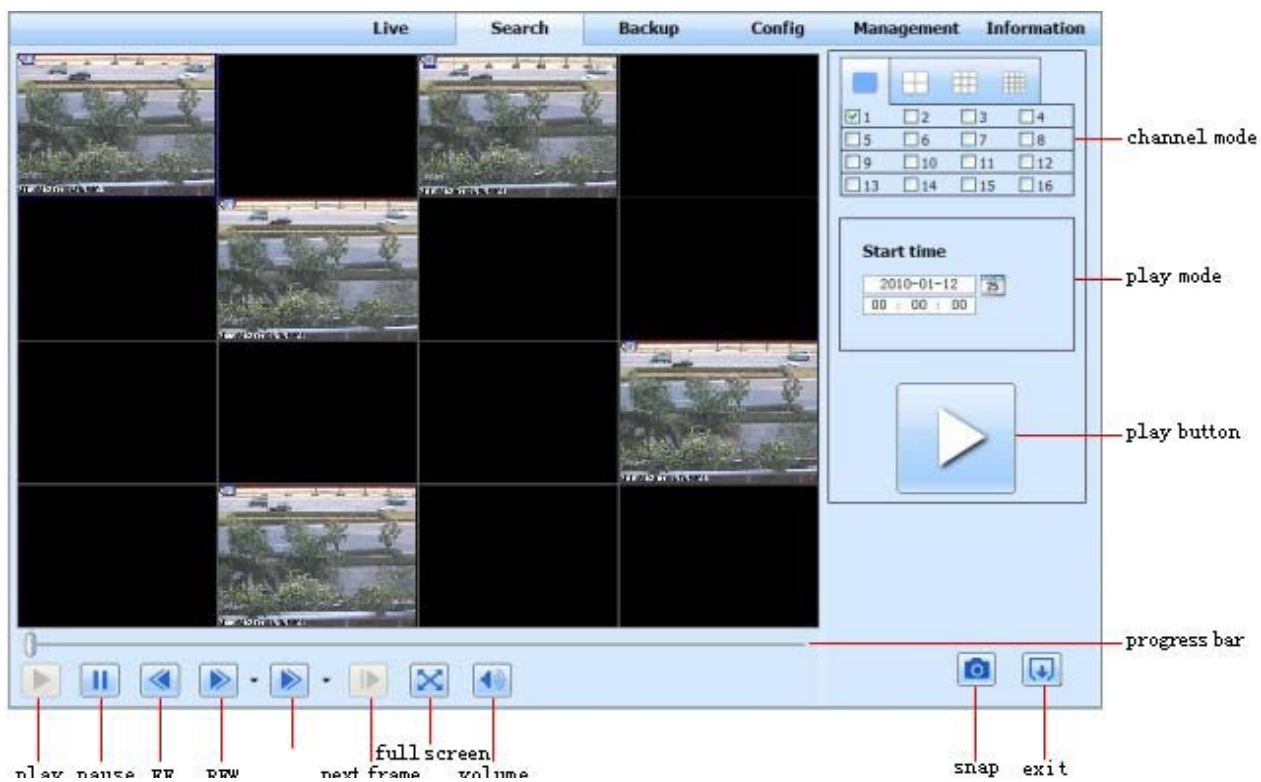 Live Search Backup Config Management Information
1 2 3 4
5 6 7 8
9 10 11 12
13 14 15 16
channel mode
Start time
2010-01-12 25
00 : 00 : 00
play mode
play button
progress bar
full screen
play pause FF REW next frame volume
snap exit